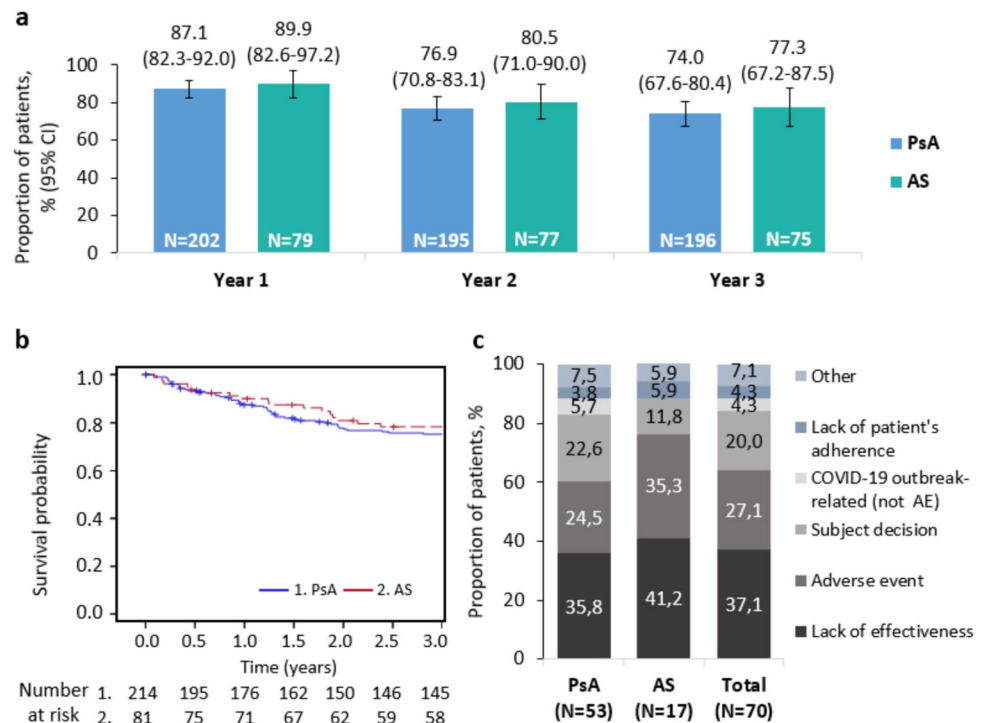 a
87.1
(82.3-92.0)
89.9
(82.6-97.2)
76.9
(70.8-83.1)
80.5
(71.0-90.0)
74.0
(67.6-80.4)
77.3
(67.2-87.5)
Proportion of patients,
% (95% CI)
100
80
60
40
20
0
N=202
N=79
N=195
N=77
N=196
N=75
Year 1
Year 2
Year 3
PsA
AS
b
Survival probability
1.0
0.8
0.6
0.4
0.2
0.0
1. PsA
2. AS
0.0 0.5 1.0 1.5 2.0 2.5 3.0
Time (years)
Number
at risk
1. 214 195 176 162 150 146 145
2. 81 75 71 67 62 59 58
c
Proportion of patients, %
100
80
60
40
20
0
7,5
3,8
5,7
22,6
24,5
35,8
5,9
5,9
11,8
35,3
41,2
7,1
4,3
4,3
20,0
27,1
37,1
PsA
(N=53)
AS
(N=17)
Total
(N=70)
Other
Lack of patient's
adherence
COVID-19 outbreak-
related (not AE)
Subject decision
Adverse event
Lack of effectiveness